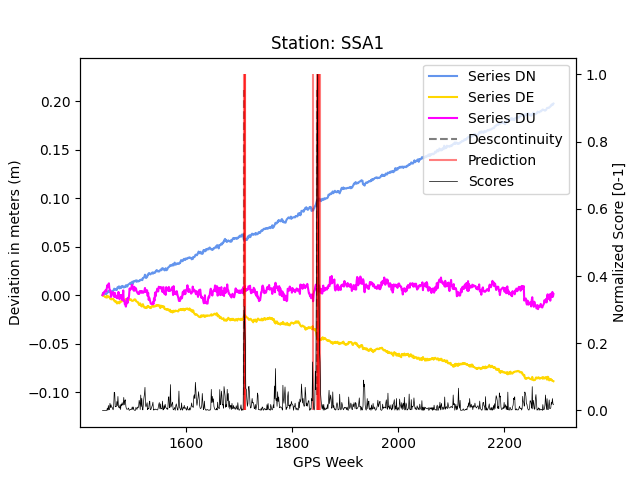 Station: SSA1
Series DN
Series DE
Series DU
Descontinuity
Prediction
Scores
Deviation in meters (m)
0.20
0.15
0.10
0.05
0.00
−0.05
−0.10
1.0
0.8
0.6
0.4
0.2
0.0
Normalized Score [0-1]
1600 1800 2000 2200
GPS Week